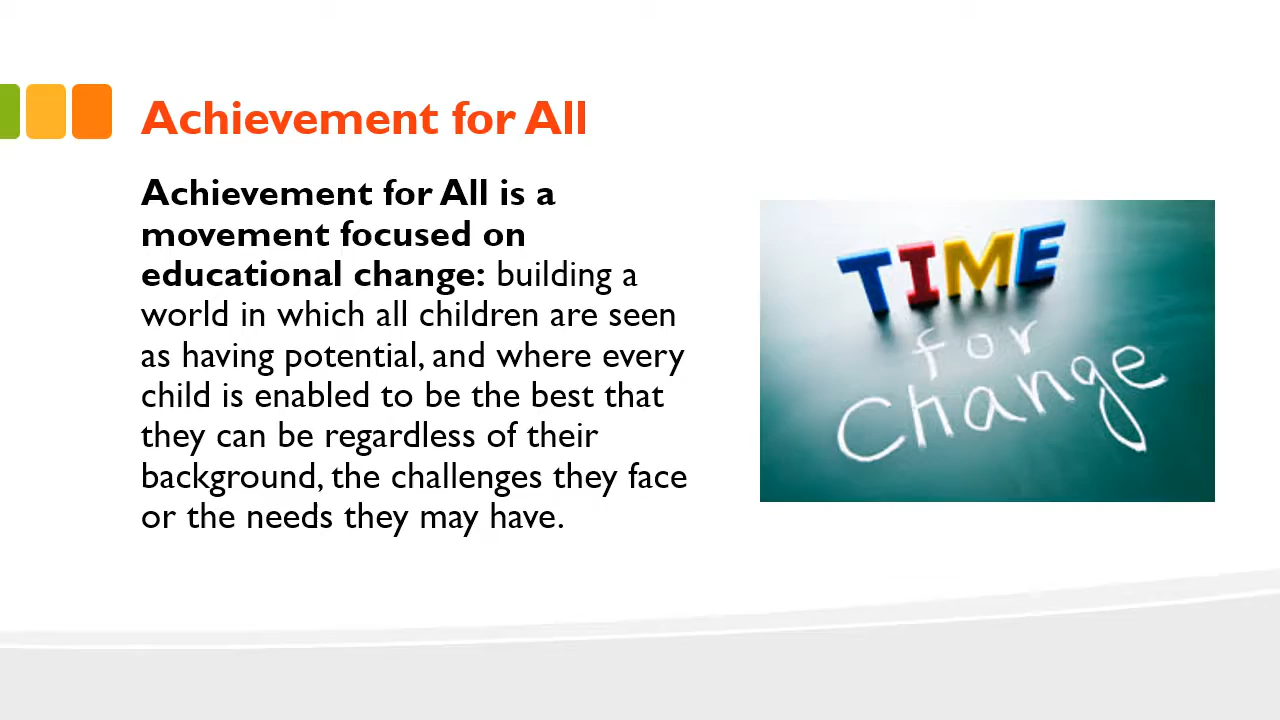 Achievement for All
Achievement for All is a
movement focused on
educational change: building a
world in which all children are seen
as having potential, and where every
child is enabled to be the best that
they can be regardless of their
background, the challenges they face
or the needs they may have.
TIME
for
Change